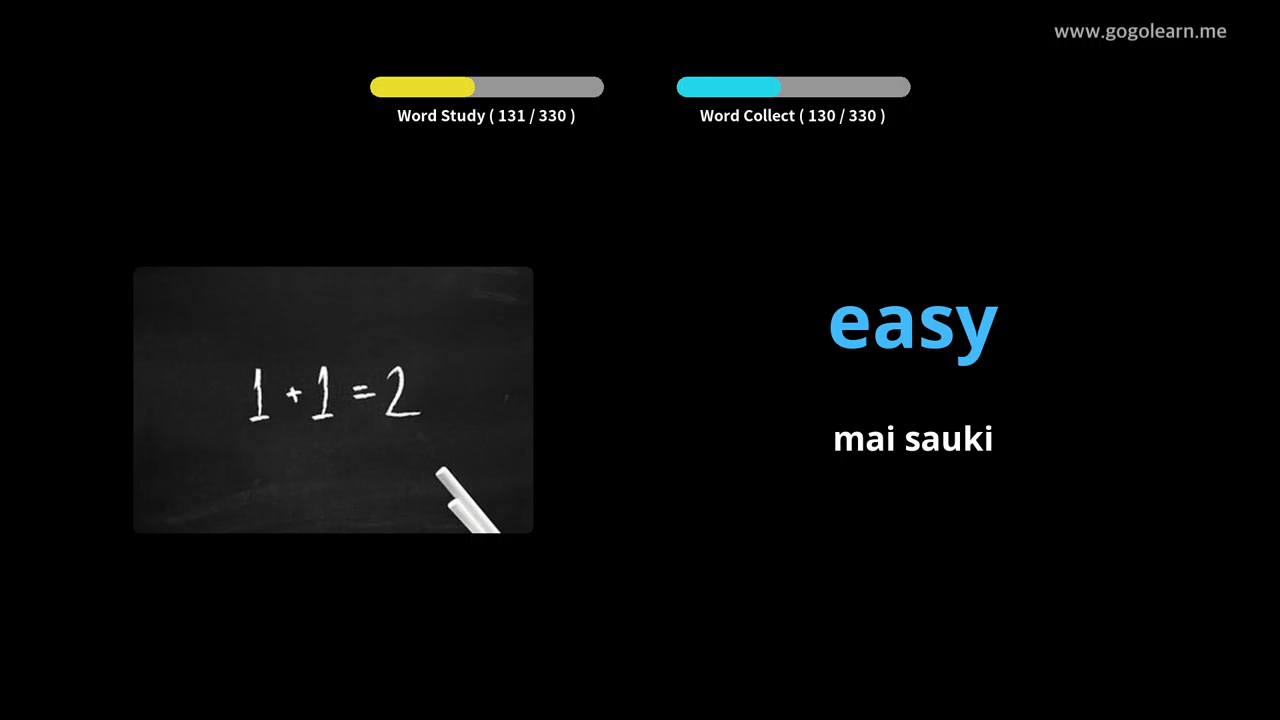 www.gogolearn.me
Word Study ( 131 / 330 )
Word Collect ( 130 / 330 )
1 + 1 = 2
easy
mai sauki